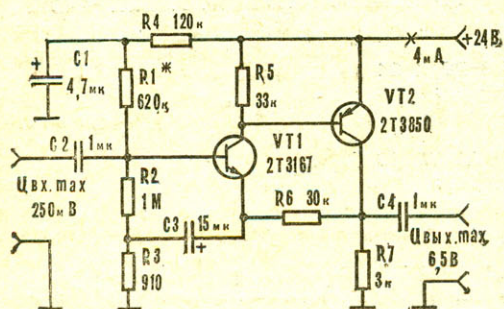 R4 120к
+24В
4мА
C1
4,7мк
R1*
620к
R5
33к
VT2
2Т3850
C2 1мк
VT1
2Т3167
Uвх.max
250мВ
R2
1М
C3 15мк
R6 30к
C4 1мк
Uвых.max
6,5В
R3
910
R7
3к